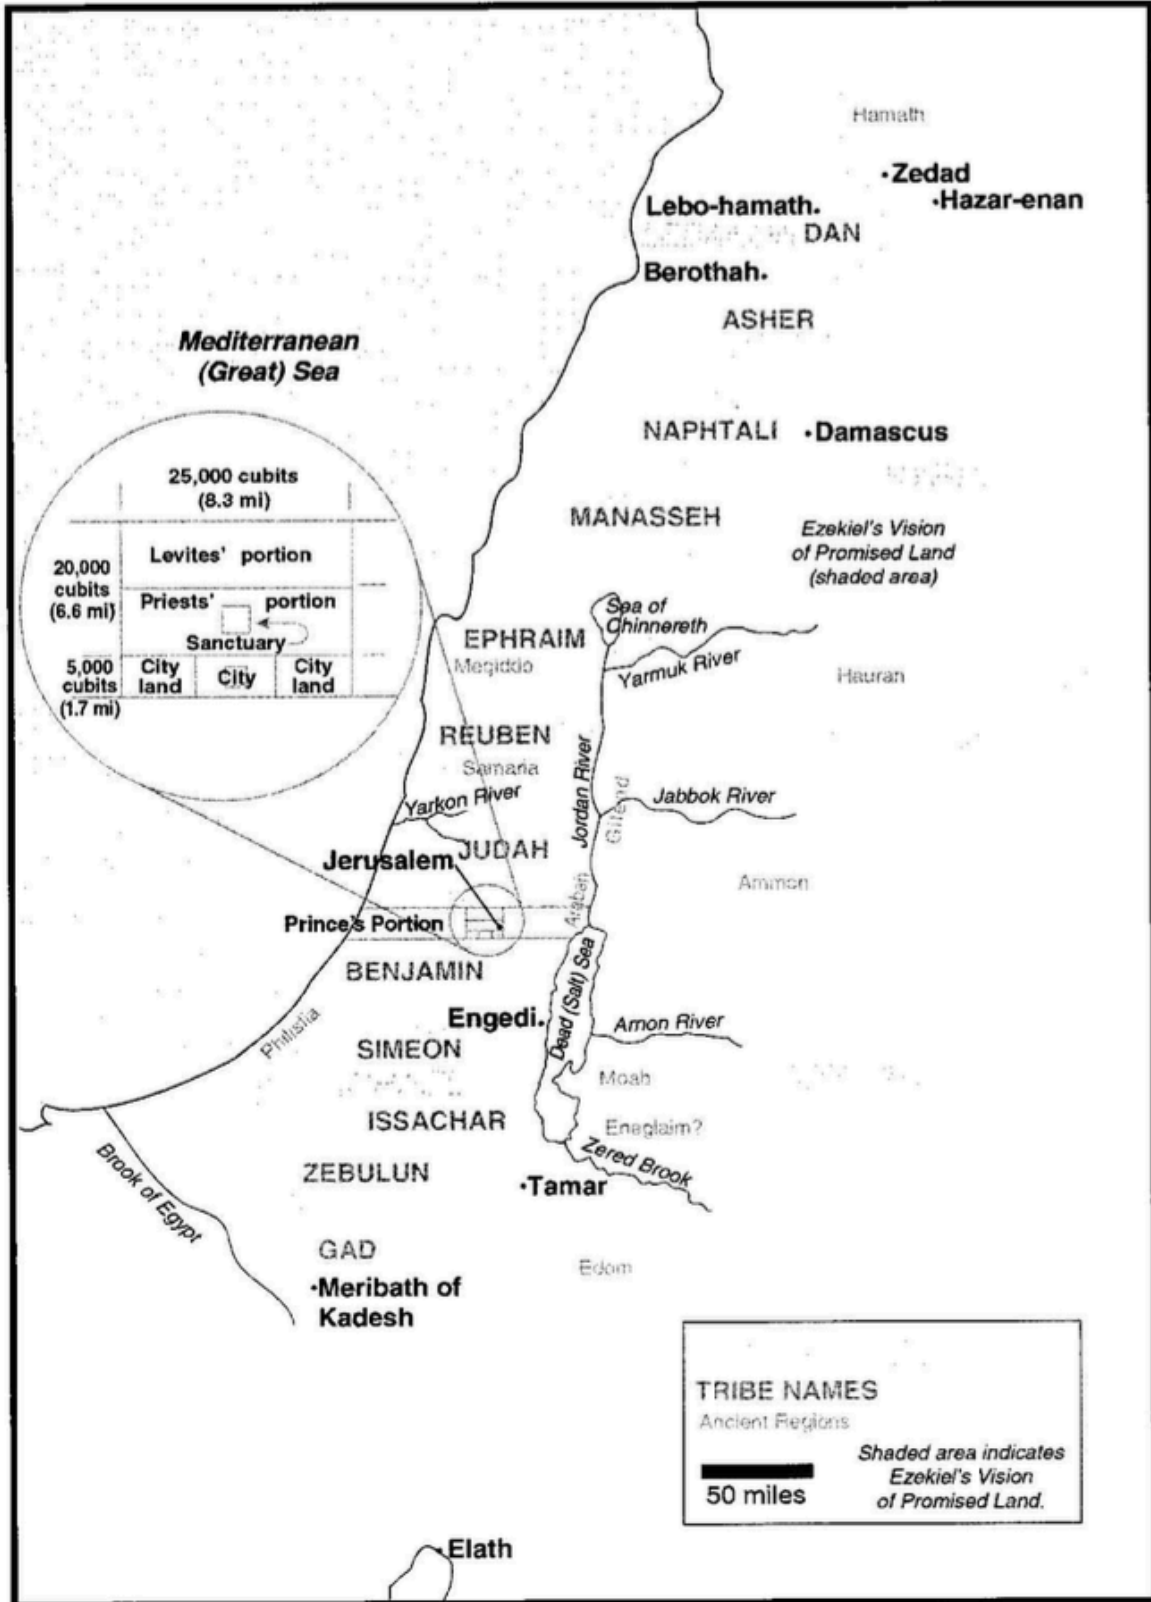 Hamath
Zedad
Hazar-enan
Lebo-hamath
DAN
Berothah
ASHER
Mediterranean
(Great) Sea
NAPHTALI
Damascus
25,000 cubits
(8.3 mi)
MANASSEH
Ezekiel's Vision
of Promised Land
(shaded area)
Levites' portion
20,000
cubits
(6.6 mi)
Priests' portion
Sanctuary
5,000
cubits
(1.7 mi)
City
land
City
City
land
Sea of
Chinnereth
EPHRAIM
Megiddo
Yarmuk River
Hauran
REUBEN
Samaria
Jordan River
Gilead
Jabbok River
Yarkon River
JUDAH
Jerusalem
Ammon
Arabah
Prince's Portion
BENJAMIN
Dead (Salt) Sea
Engedi
Arnon River
Philistia
SIMEON
Moab
ISSACHAR
Eneglaim?
Zered Brook
ZEBULUN
Tamar
Brook of Egypt
GAD
Edom
Meribath of
Kadesh
TRIBE NAMES
Ancient Regions
50 miles
Shaded area indicates
Ezekiel's Vision
of Promised Land.
Elath